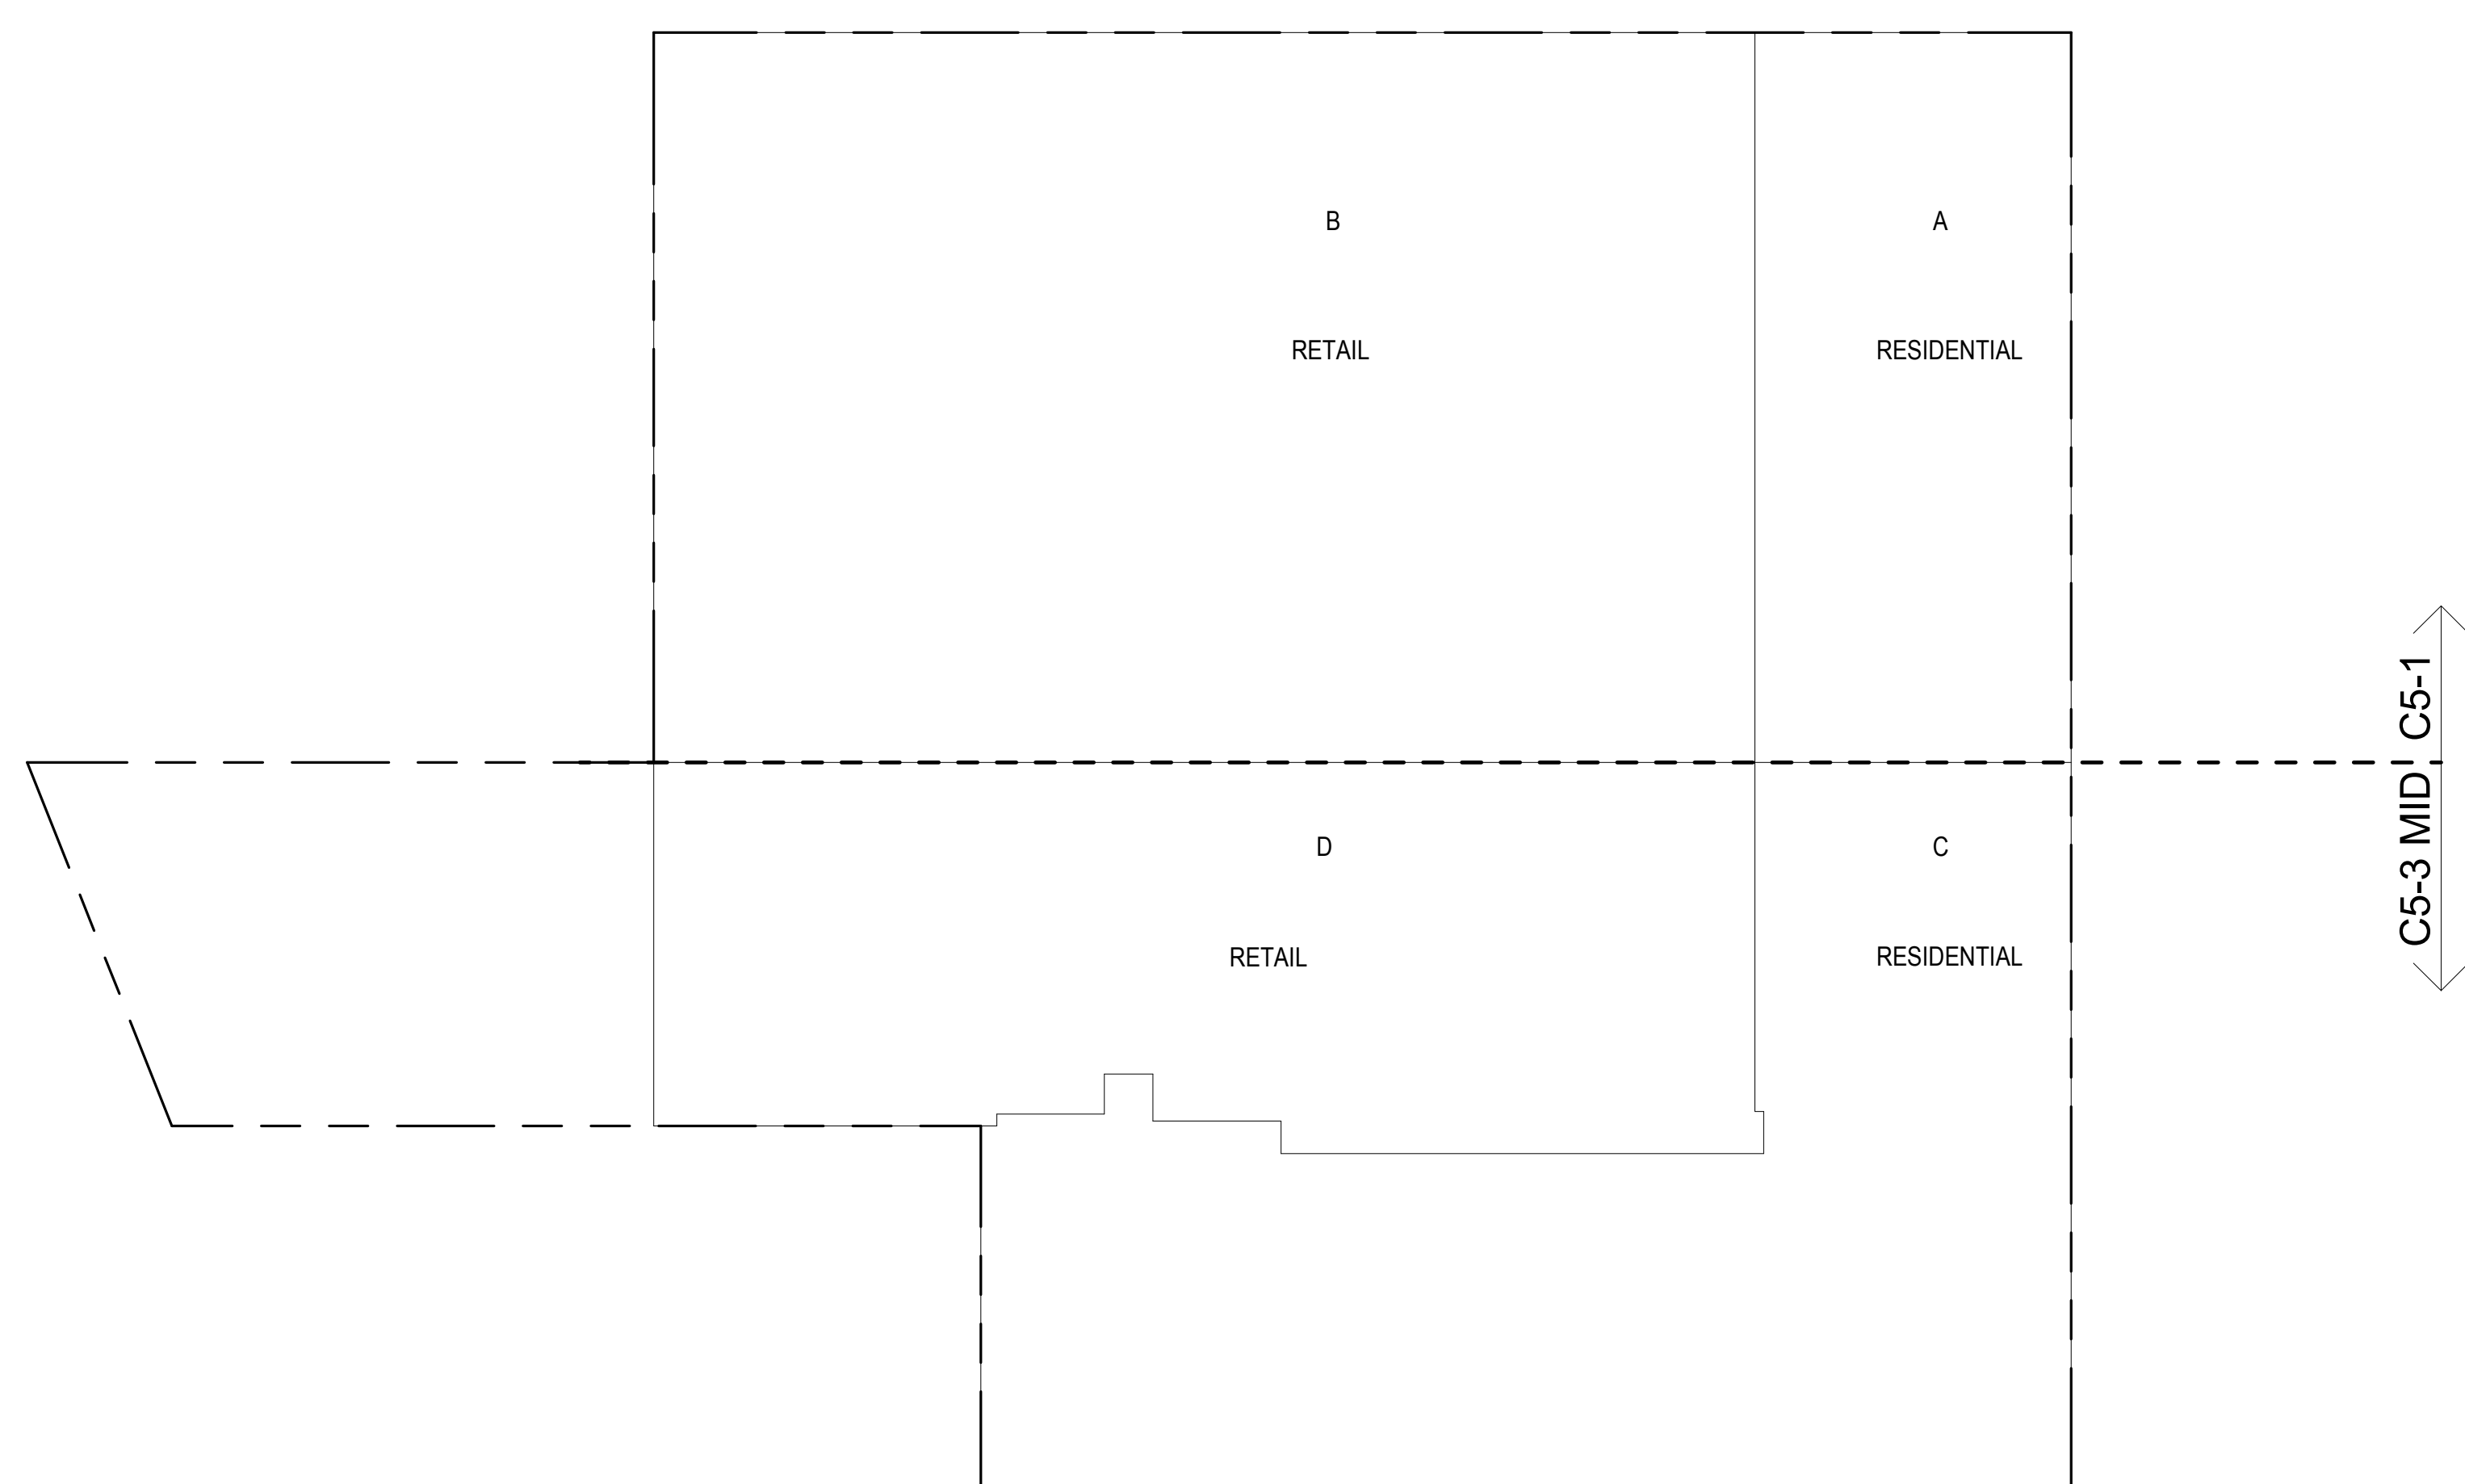 B
A
RETAIL
RESIDENTIAL
C5-1
C5-3 MID
D
C
RETAIL
RESIDENTIAL